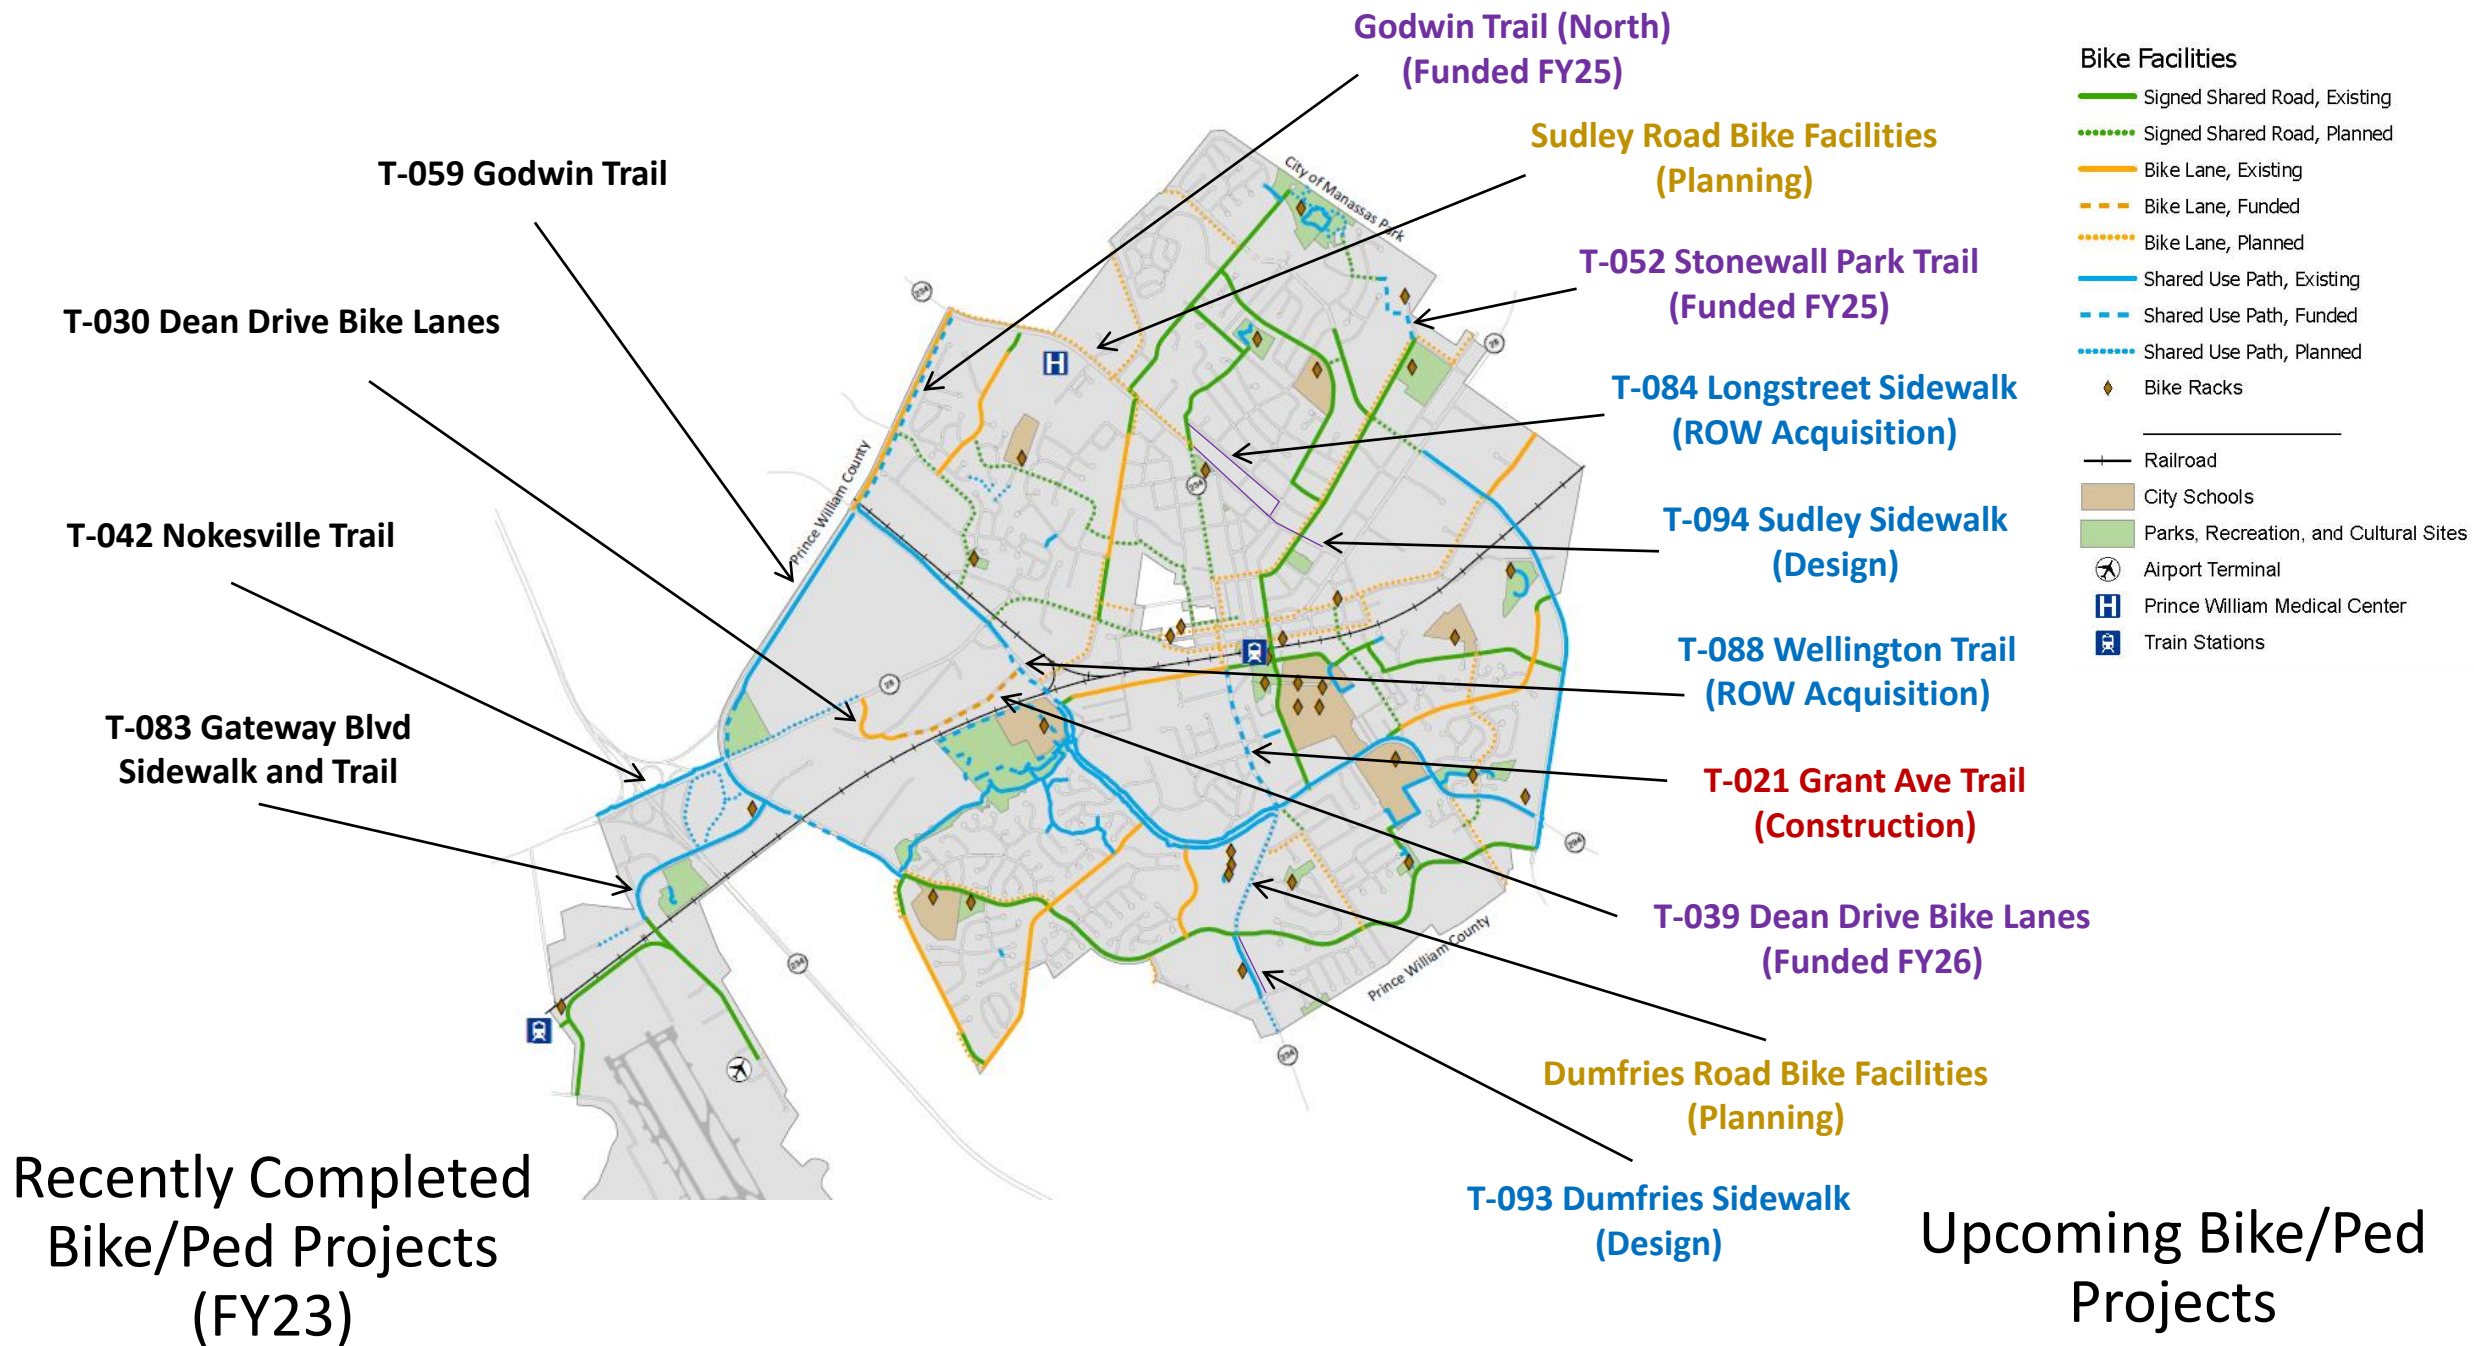 Godwin Trail (North)
(Funded FY25)
Sudley Road Bike Facilities
(Planning)
T-052 Stonewall Park Trail
(Funded FY25)
T-084 Longstreet Sidewalk
(ROW Acquisition)
T-094 Sudley Sidewalk
(Design)
T-088 Wellington Trail
(ROW Acquisition)
T-021 Grant Ave Trail
(Construction)
T-039 Dean Drive Bike Lanes
(Funded FY26)
Dumfries Road Bike Facilities
(Planning)
T-093 Dumfries Sidewalk
(Design)
T-059 Godwin Trail
T-030 Dean Drive Bike Lanes
T-042 Nokesville Trail
T-083 Gateway Blvd
Sidewalk and Trail
City of Manassas Park
Prince William County
Prince William County
234
28
234
28
234
294
234
H
Bike Facilities
Signed Shared Road, Existing
Signed Shared Road, Planned
Bike Lane, Existing
Bike Lane, Funded
Bike Lane, Planned
Shared Use Path, Existing
Shared Use Path, Funded
Shared Use Path, Planned
Bike Racks
Railroad
City Schools
Parks, Recreation, and Cultural Sites
Airport Terminal
H Prince William Medical Center
Train Stations
Recently Completed
Bike/Ped Projects
(FY23)
Upcoming Bike/Ped
Projects